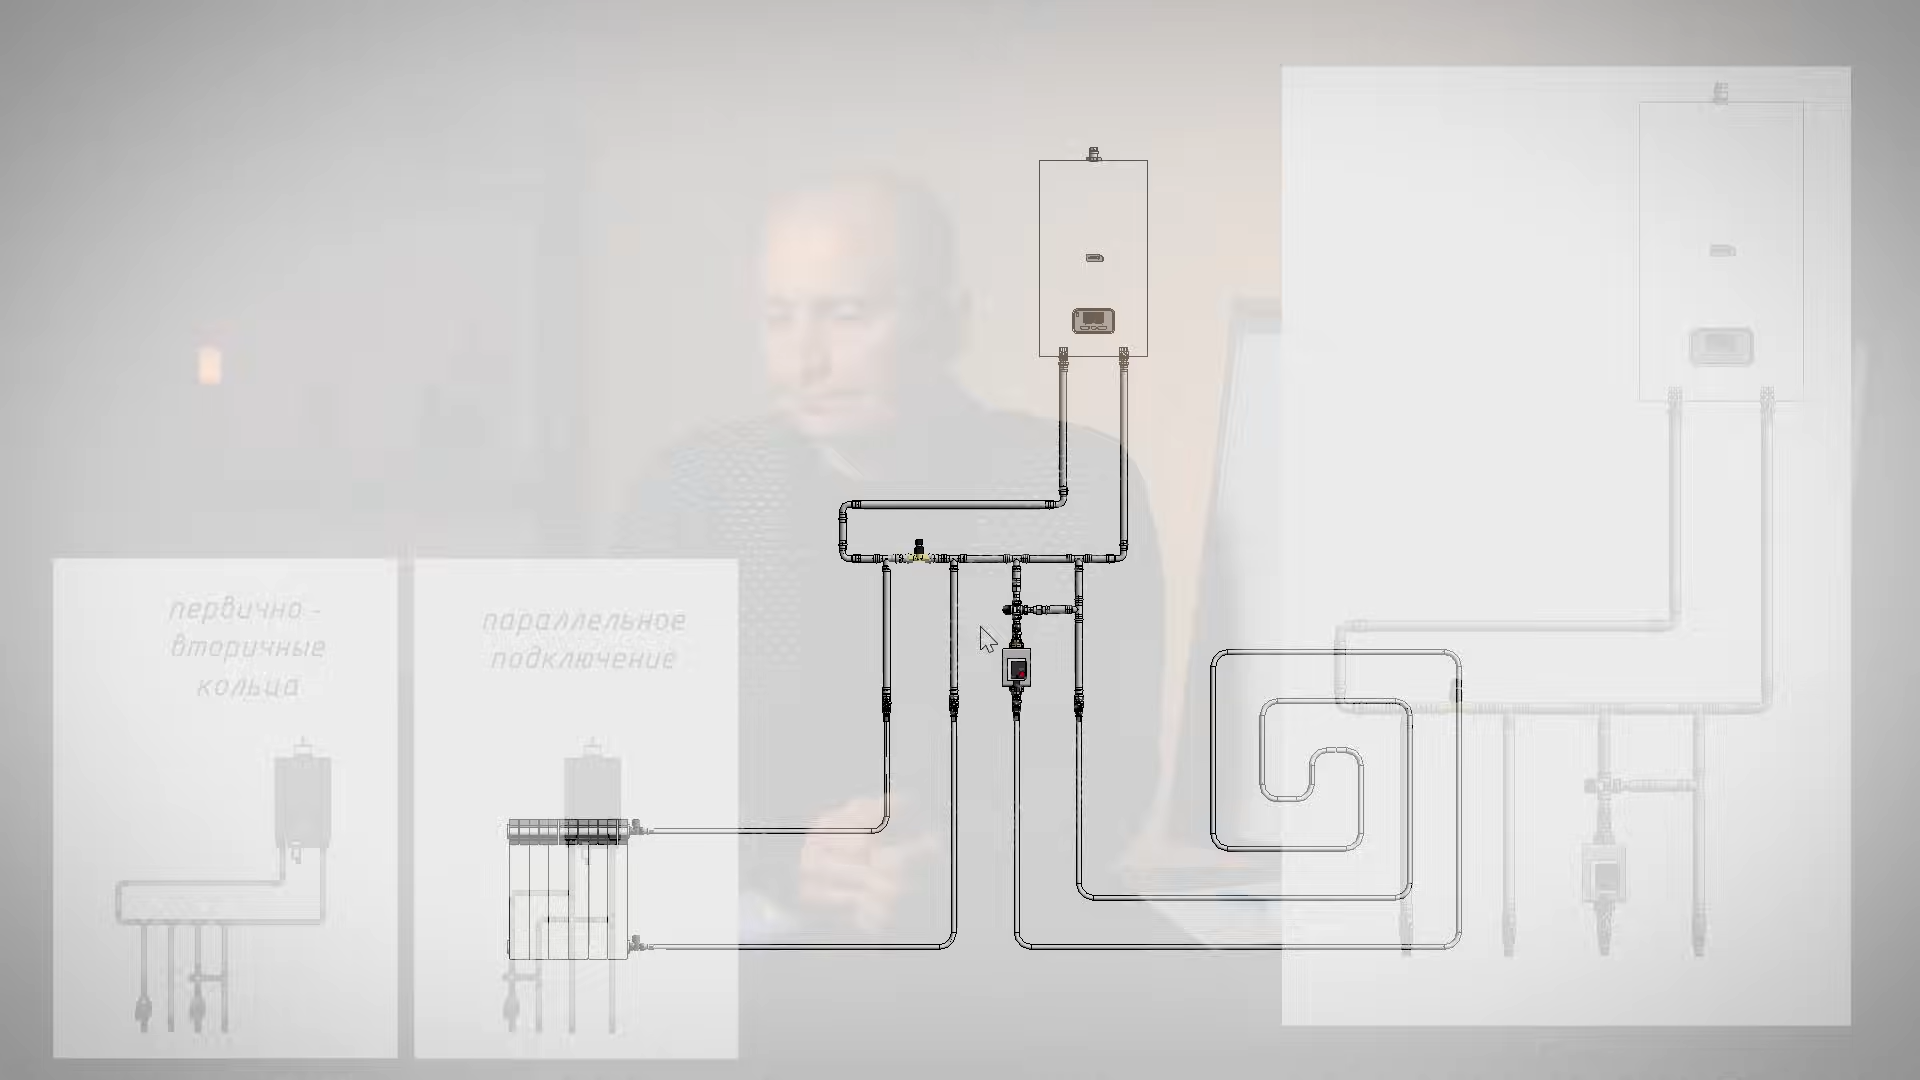 первично -
вторичные
кольца
параллельное
подключение